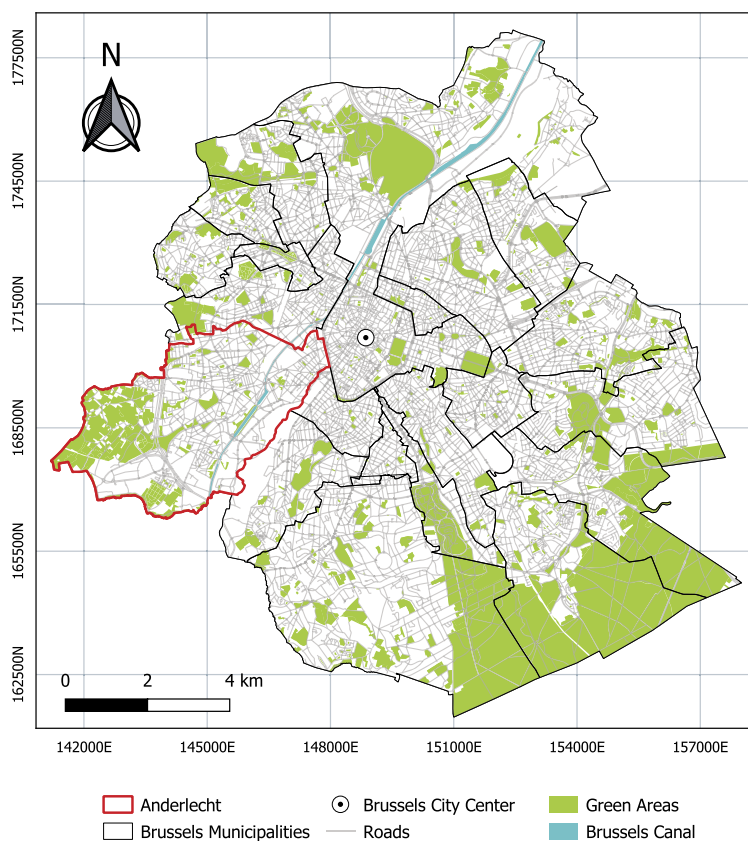 N
177500N
174500N
171500N
168500N
165500N
162500N
0 2 4 km
142000E 145000E 148000E 151000E 154000E 157000E
Anderlecht Brussels City Center Green Areas
Brussels Municipalities Roads Brussels Canal